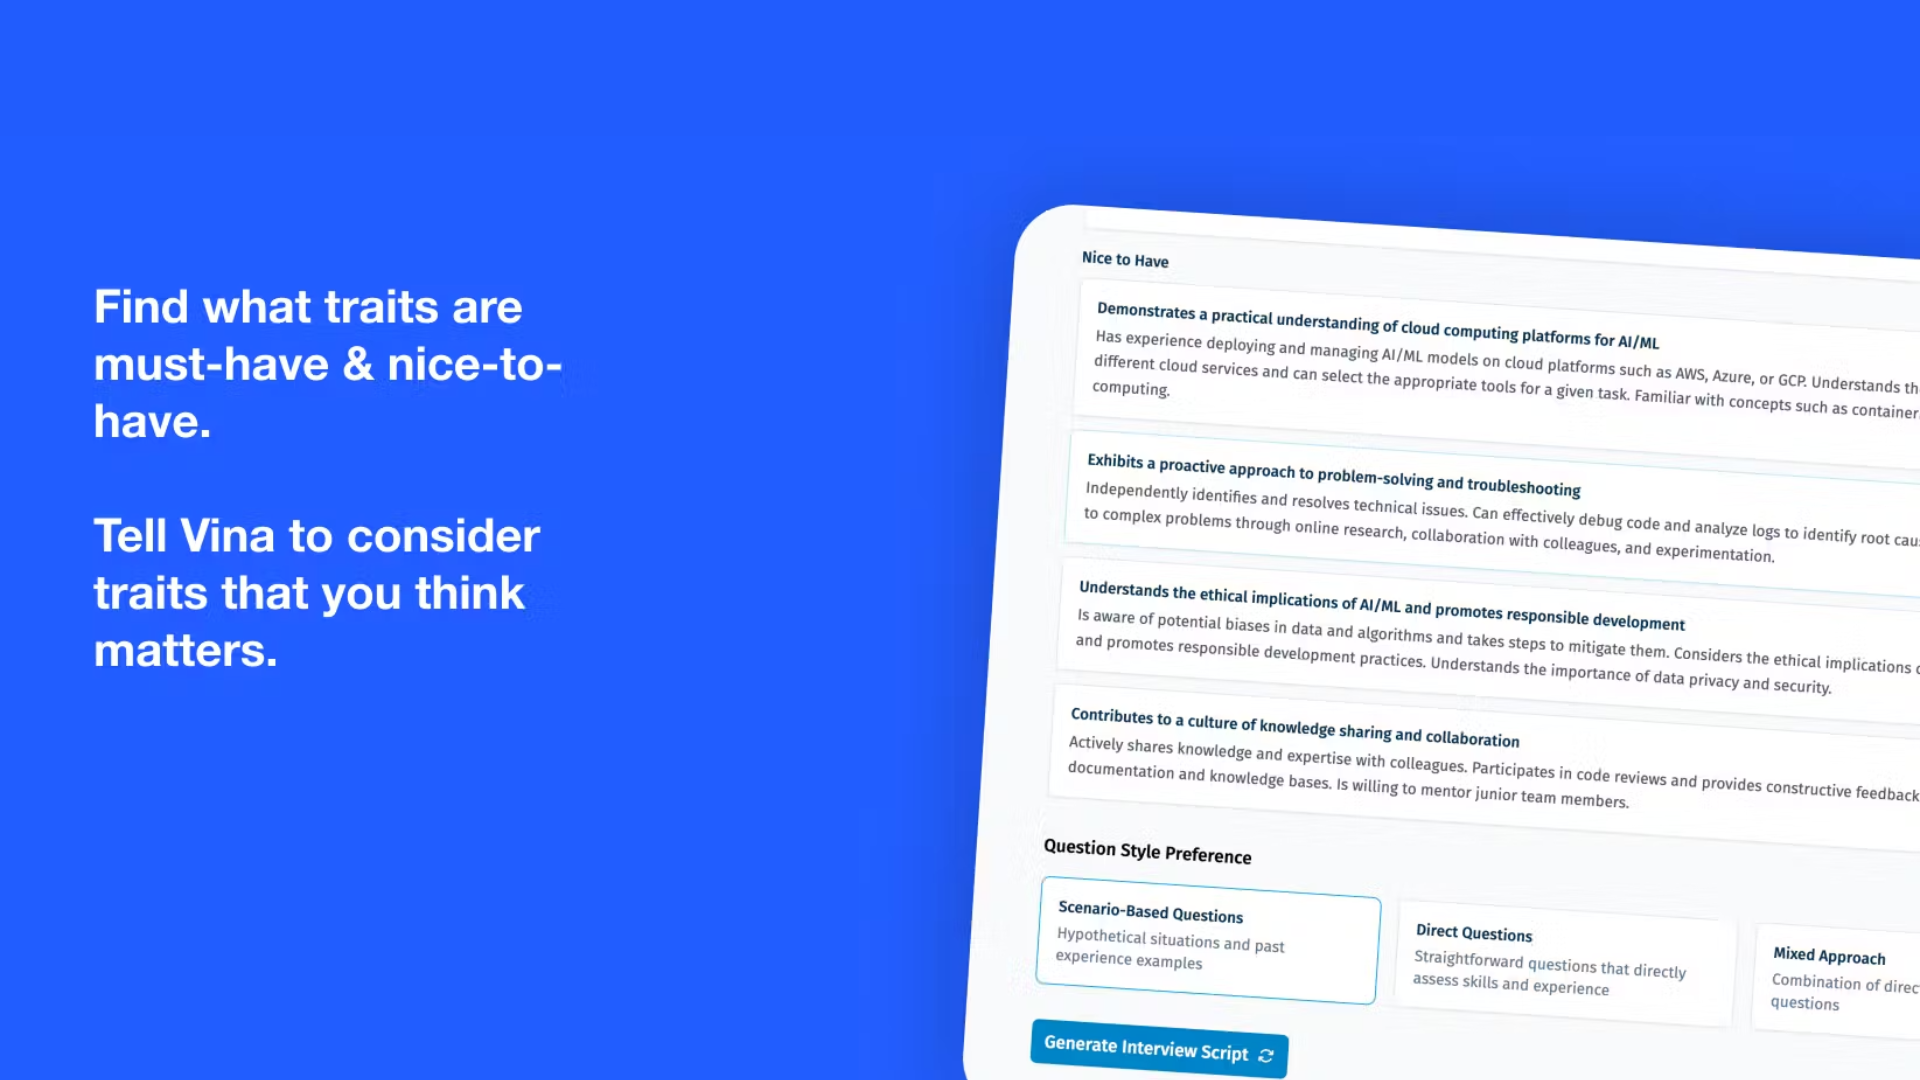 Find what traits are
must-have & nice-to-
have.
Tell Vina to consider
traits that you think
matters.
Nice to Have
Demonstrates a practical understanding of cloud computing platforms for AI/ML
Has experience deploying and managing AI/ML models on cloud platforms such as AWS, Azure, or GCP. Understands
different cloud services and can select the appropriate tools for a given task. Familiar with concepts such as
computing.
Exhibits a proactive approach to problem-solving and troubleshooting
Independently identifies and resolves technical issues. Can effectively debug code and analyze logs to identify root
to complex problems through online research, collaboration with colleagues, and experimentation.
Understands the ethical implications of AI/ML and promotes responsible development
Is aware of potential biases in data and algorithms and takes steps to mitigate them. Considers the ethical implications
and promotes responsible development practices. Understands the importance of data privacy and security.
Contributes to a culture of knowledge sharing and collaboration
Actively shares knowledge and expertise with colleagues. Participates in code reviews and provides constructive feedback
documentation and knowledge bases. Is willing to mentor junior team members.
Question Style Preference
Scenario-Based Questions
Hypothetical situations and past
experience examples
Direct Questions
Straightforward questions that directly
assess skills and experience
Mixed Approach
Combination of
questions
Generate Interview Script